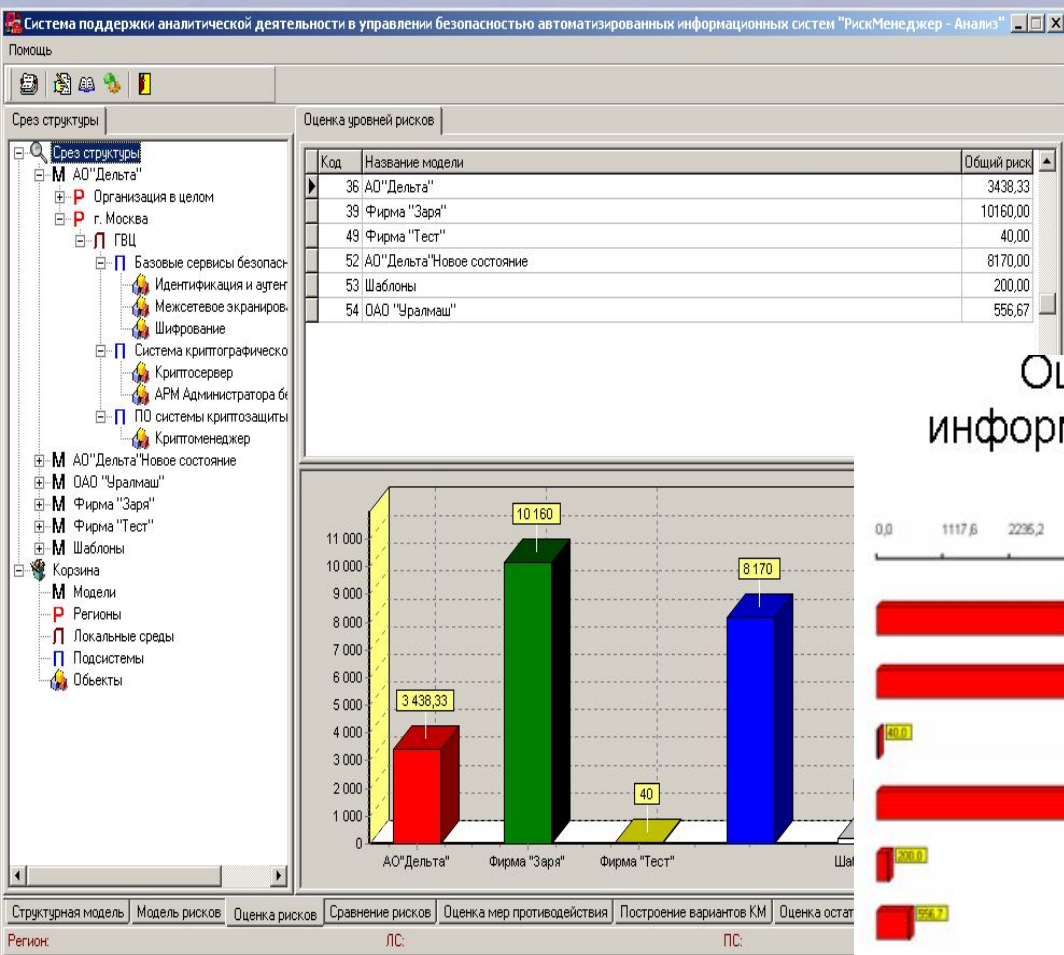 Система поддержки аналитической деятельности в управлении безопасностью автоматизированных информационных систем "РискМенеджер - Анализ"
Помощь
Срез структуры
Срез структуры
М АО"Дельта"
Р Организация в целом
Р г. Москва
Л ГВЦ
П Базовые сервисы безопасн
Идентификация и аутент
Межсетевое экраниров
Шифрование
П Система криптографическо
Криптосервер
АРМ Администратора бе
П ПО системы криптозащиты
Криптоменеджер
М АО"Дельта"Новое состояние
М ОАО "Уралмаш"
М Фирма "Заря"
М Фирма "Тест"
М Шаблоны
Корзина
М Модели
Р Регионы
Л Локальные среды
П Подсистемы
Объекты
Оценка уровней рисков
Код Название модели Общий риск
36 АО"Дельта" 3438,33
39 Фирма "Заря" 10160,00
49 Фирма "Тест" 40,00
52 АО"Дельта"Новое состояние 8170,00
53 Шаблоны 200,00
54 ОАО "Уралмаш" 556,67
11 000
10 000
9 000
8 000
7 000
6 000
5 000
4 000
3 000
2 000
1 000
0
3 438,33
10 160
40
8 170
АО"Дельта" Фирма "Заря" Фирма "Тест" Ша
Оц
информ
0,0 1117,6 2235,2
40.0
200.0
556.7
Структурная модель Модель рисков Оценка рисков Сравнение рисков Оценка мер противодействия Построение вариантов КМ Оценка остат
Регион: ЛС: ПС: